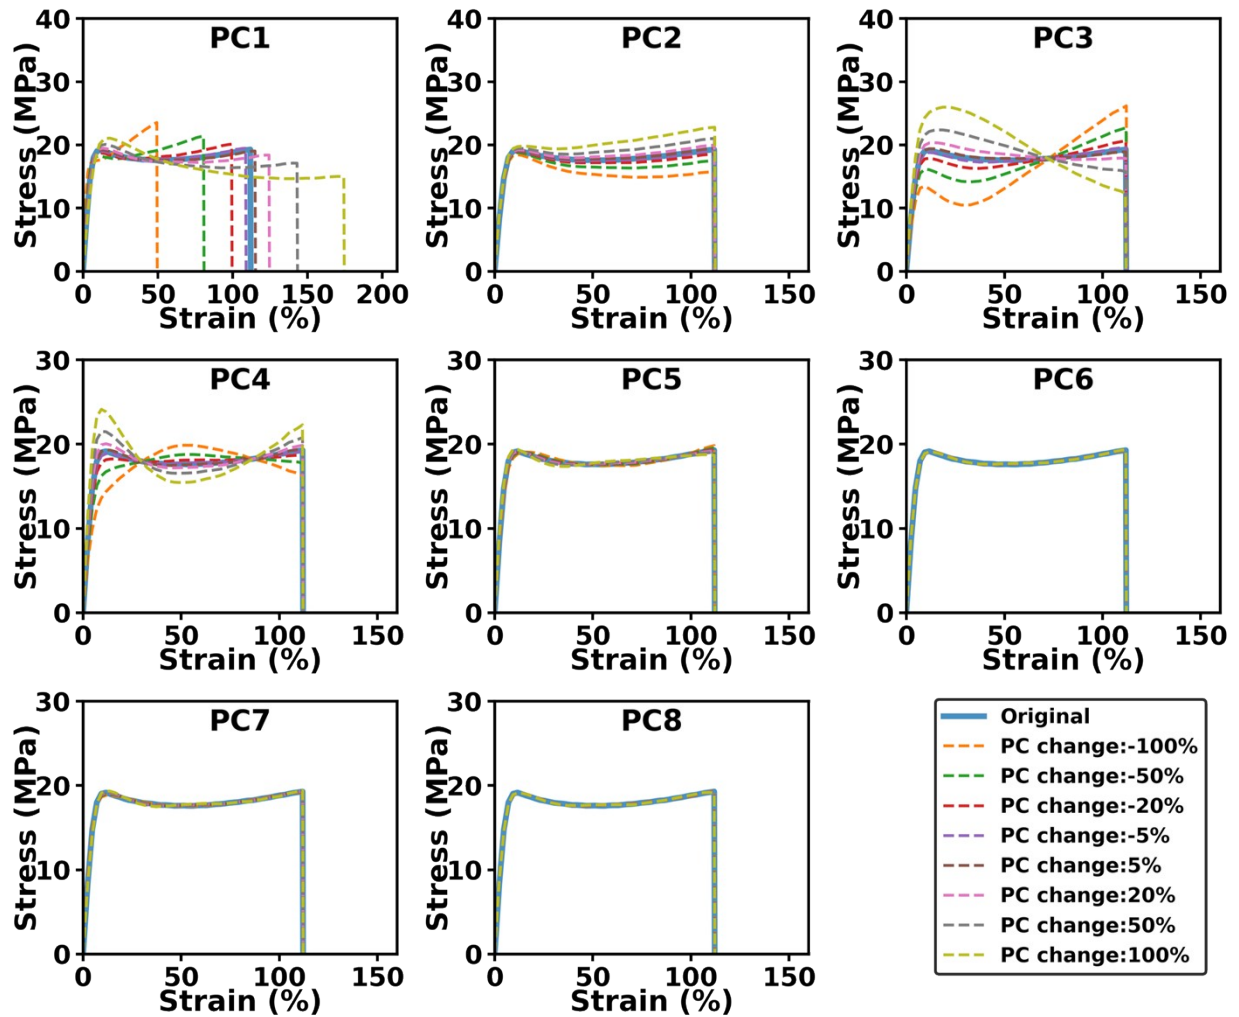 PC1
40
30
20
10
0
Stress (MPa)
0 50 100 150 200
Strain (%)
PC2
40
30
20
10
0
Stress (MPa)
0 50 100 150
Strain (%)
PC3
40
30
20
10
0
Stress (MPa)
0 50 100 150
Strain (%)
PC4
30
20
10
0
Stress (MPa)
0 50 100 150
Strain (%)
PC5
30
20
10
0
Stress (MPa)
0 50 100 150
Strain (%)
PC6
30
20
10
0
Stress (MPa)
0 50 100 150
Strain (%)
PC7
30
20
10
0
Stress (MPa)
0 50 100 150
Strain (%)
PC8
30
20
10
0
Stress (MPa)
0 50 100 150
Strain (%)
Original
PC change:-100%
PC change:-50%
PC change:-20%
PC change:-5%
PC change:5%
PC change:20%
PC change:50%
PC change:100%